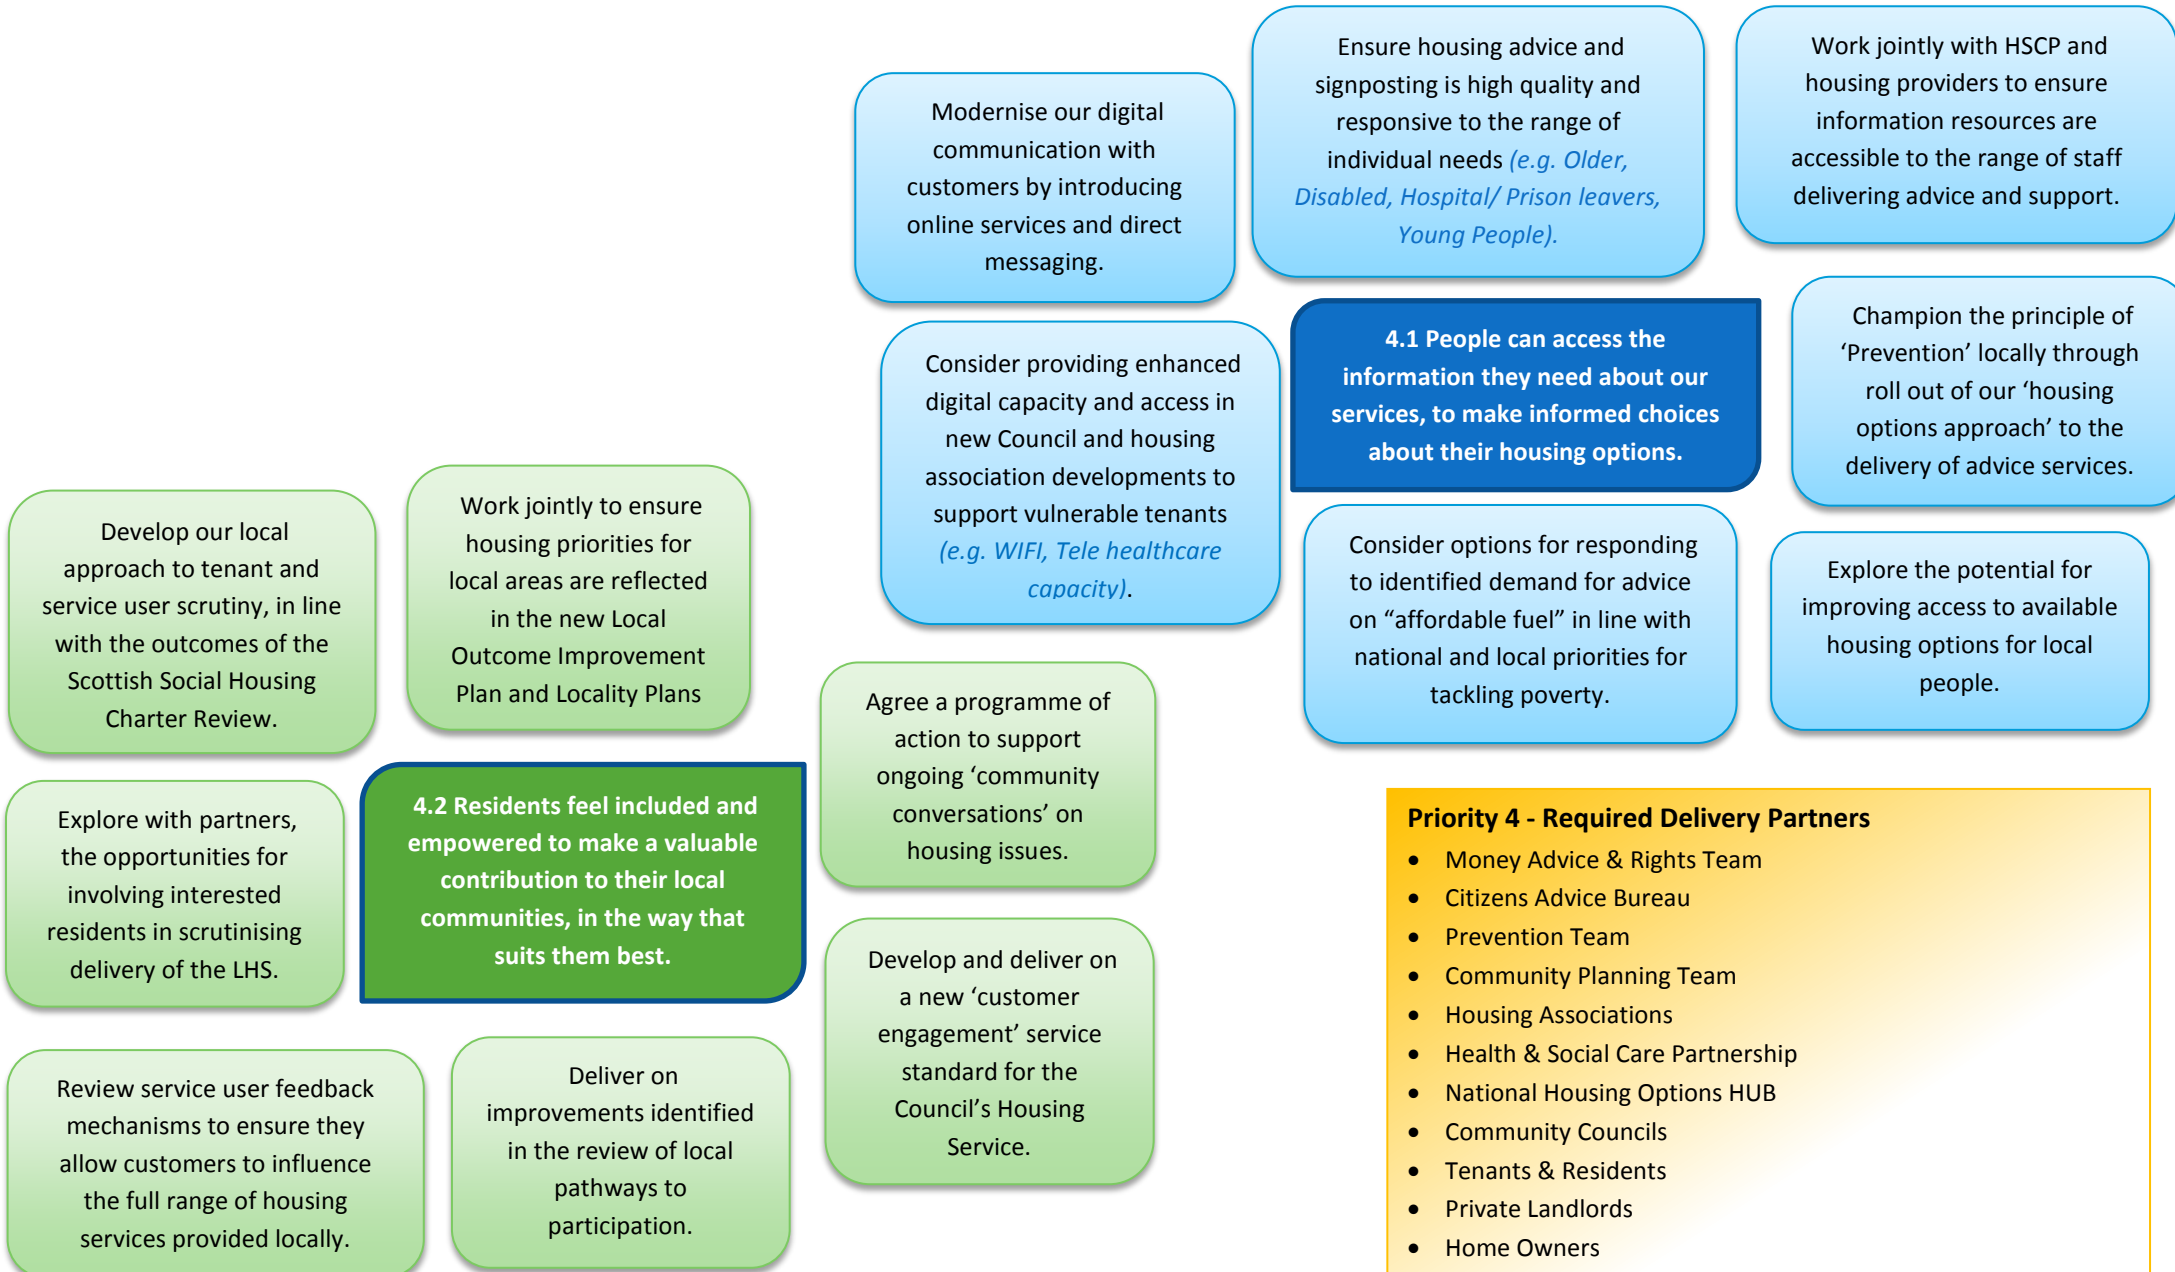 Modernise our digital
communication with
customers by introducing
online services and direct
messaging.
Ensure housing advice and
signposting is high quality and
responsive to the range of
individual needs (e.g. Older,
Disabled, Hospital/ Prison leavers,
Young People).
Work jointly with HSCP and
housing providers to ensure
information resources are
accessible to the range of staff
delivering advice and support.
Consider providing enhanced
digital capacity and access in
new Council and housing
association developments to
support vulnerable tenants
(e.g. WIFI, Tele healthcare
capacity).
4.1 People can access the
information they need about our
services, to make informed choices
about their housing options.
Champion the principle of
‘Prevention’ locally through
roll out of our ‘housing
options approach’ to the
delivery of advice services.
Consider options for responding
to identified demand for advice
on “affordable fuel” in line with
national and local priorities for
tackling poverty.
Explore the potential for
improving access to available
housing options for local
people.
Develop our local
approach to tenant and
service user scrutiny, in line
with the outcomes of the
Scottish Social Housing
Charter Review.
Work jointly to ensure
housing priorities for
local areas are reflected
in the new Local
Outcome Improvement
Plan and Locality Plans
Agree a programme of
action to support
ongoing ‘community
conversations’ on
housing issues.
Explore with partners,
the opportunities for
involving interested
residents in scrutinising
delivery of the LHS.
4.2 Residents feel included and
empowered to make a valuable
contribution to their local
communities, in the way that
suits them best.
Develop and deliver on
a new ‘customer
engagement’ service
standard for the
Council’s Housing
Service.
Review service user feedback
mechanisms to ensure they
allow customers to influence
the full range of housing
services provided locally.
Deliver on
improvements identified
in the review of local
pathways to
participation.
Priority 4 - Required Delivery Partners
• Money Advice & Rights Team
• Citizens Advice Bureau
• Prevention Team
• Community Planning Team
• Housing Associations
• Health & Social Care Partnership
• National Housing Options HUB
• Community Councils
• Tenants & Residents
• Private Landlords
• Home Owners